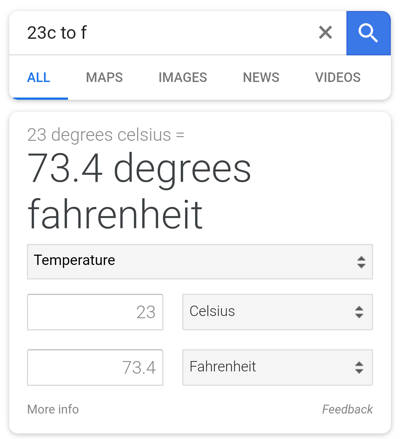 23c to f
ALL MAPS IMAGES NEWS VIDEOS
23 degrees celsius =
73.4 degrees
fahrenheit
Temperature
23 Celsius
73.4 Fahrenheit
More info Feedback